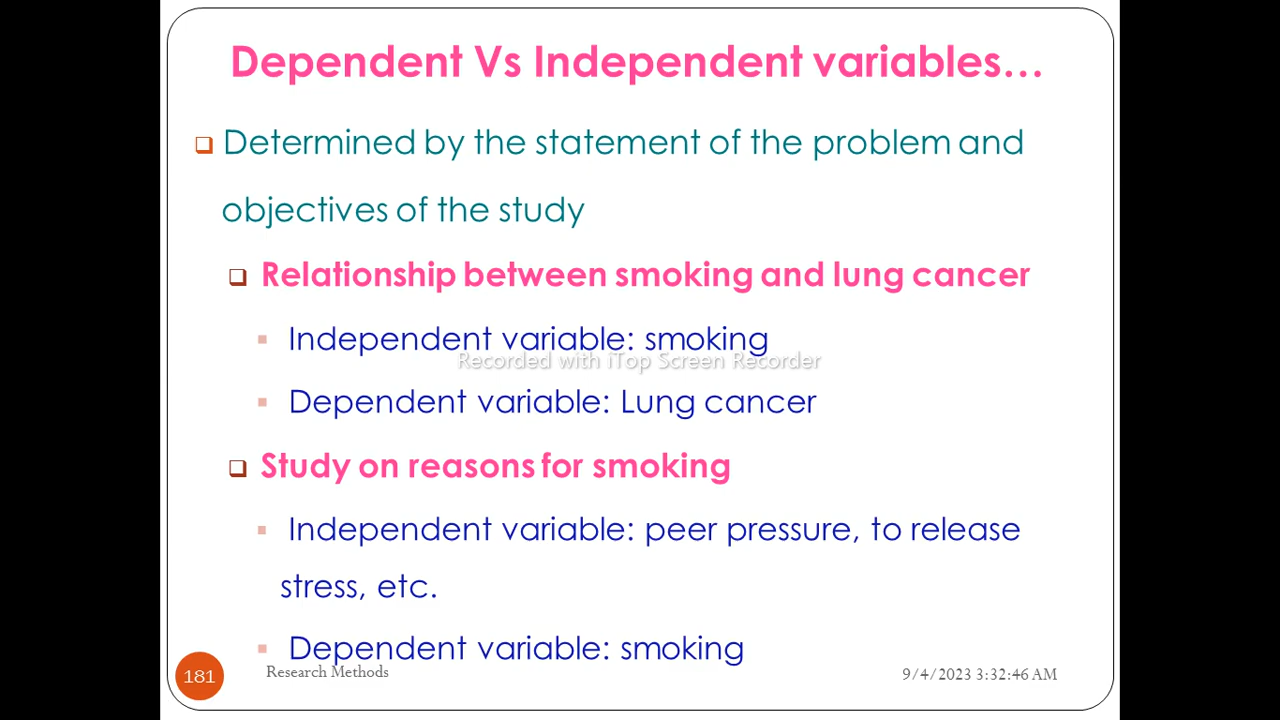 Dependent Vs Independent variables…
Determined by the statement of the problem and
objectives of the study
Relationship between smoking and lung cancer
Independent variable: smoking
Recorded with iTop Screen Recorder
Dependent variable: Lung cancer
Study on reasons for smoking
Independent variable: peer pressure, to release
stress, etc.
Dependent variable: smoking
181
Research Methods
9/4/2023 3:32:46 AM